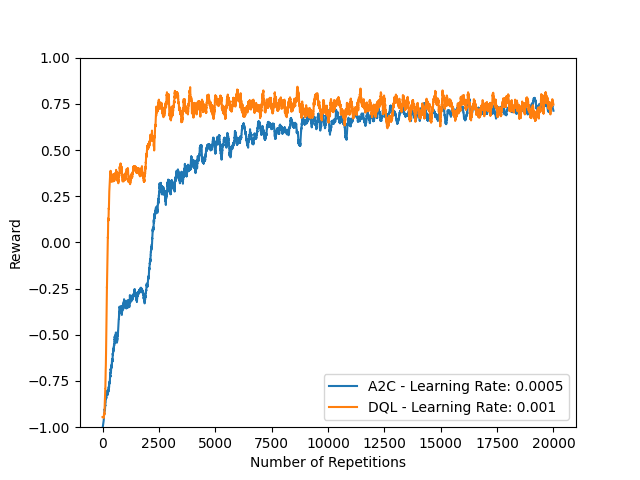 1.00
0.75
0.50
0.25
0.00
−0.25
−0.50
−0.75
−1.00
Reward
A2C - Learning Rate: 0.0005
DQL - Learning Rate: 0.001
0 2500 5000 7500 10000 12500 15000 17500 20000
Number of Repetitions